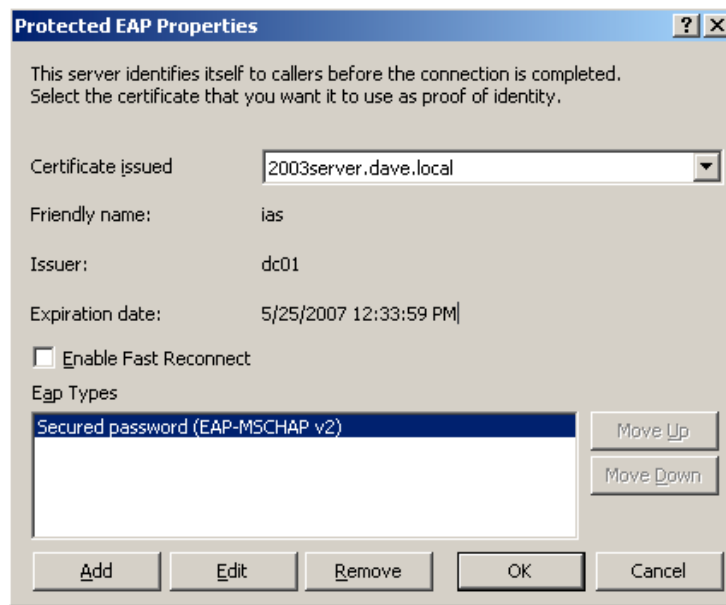 Protected EAP Properties
This server identifies itself to callers before the connection is completed.
Select the certificate that you want it to use as proof of identity.
Certificate issued 2003server.dave.local
Friendly name: ias
Issuer: dc01
Expiration date: 5/25/2007 12:33:59 PM
Enable Fast Reconnect
Eap Types
Secured password (EAP-MSCHAP v2)
Move Up
Move Down
Add Edit Remove OK Cancel